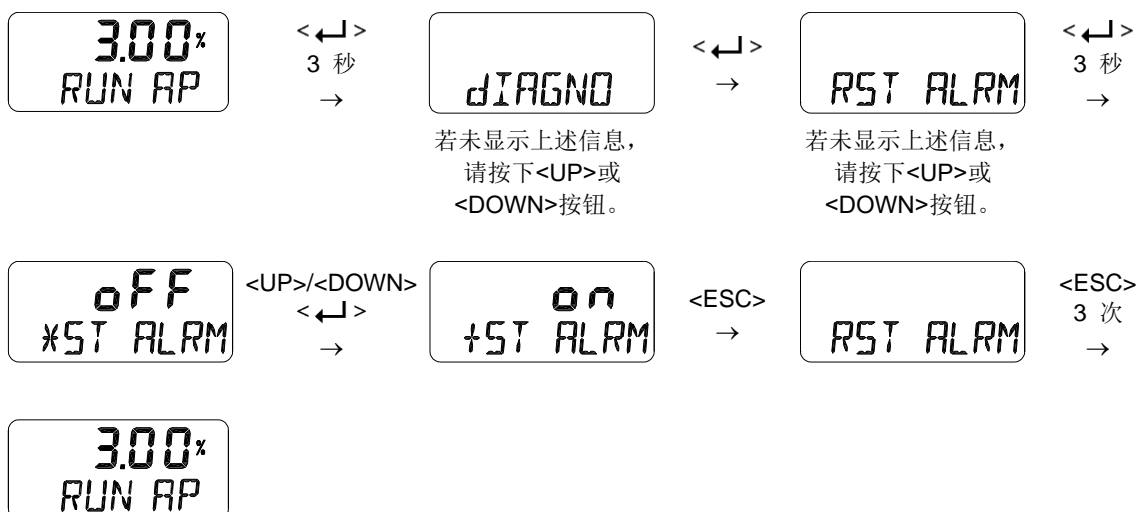 3.00%
RUN AP
<↵>
3 秒
→
dIAGNO
若未显示上述信息，
请按下<UP>或
<DOWN>按钮。
<↵>
→
RST ALRM
若未显示上述信息，
请按下<UP>或
<DOWN>按钮。
<↵>
3 秒
→
oFF
*ST ALRM
<UP>/<DOWN>
<↵>
→
on
+ST ALRM
<ESC>
→
RST ALRM
<ESC>
3 次
→
3.00%
RUN AP